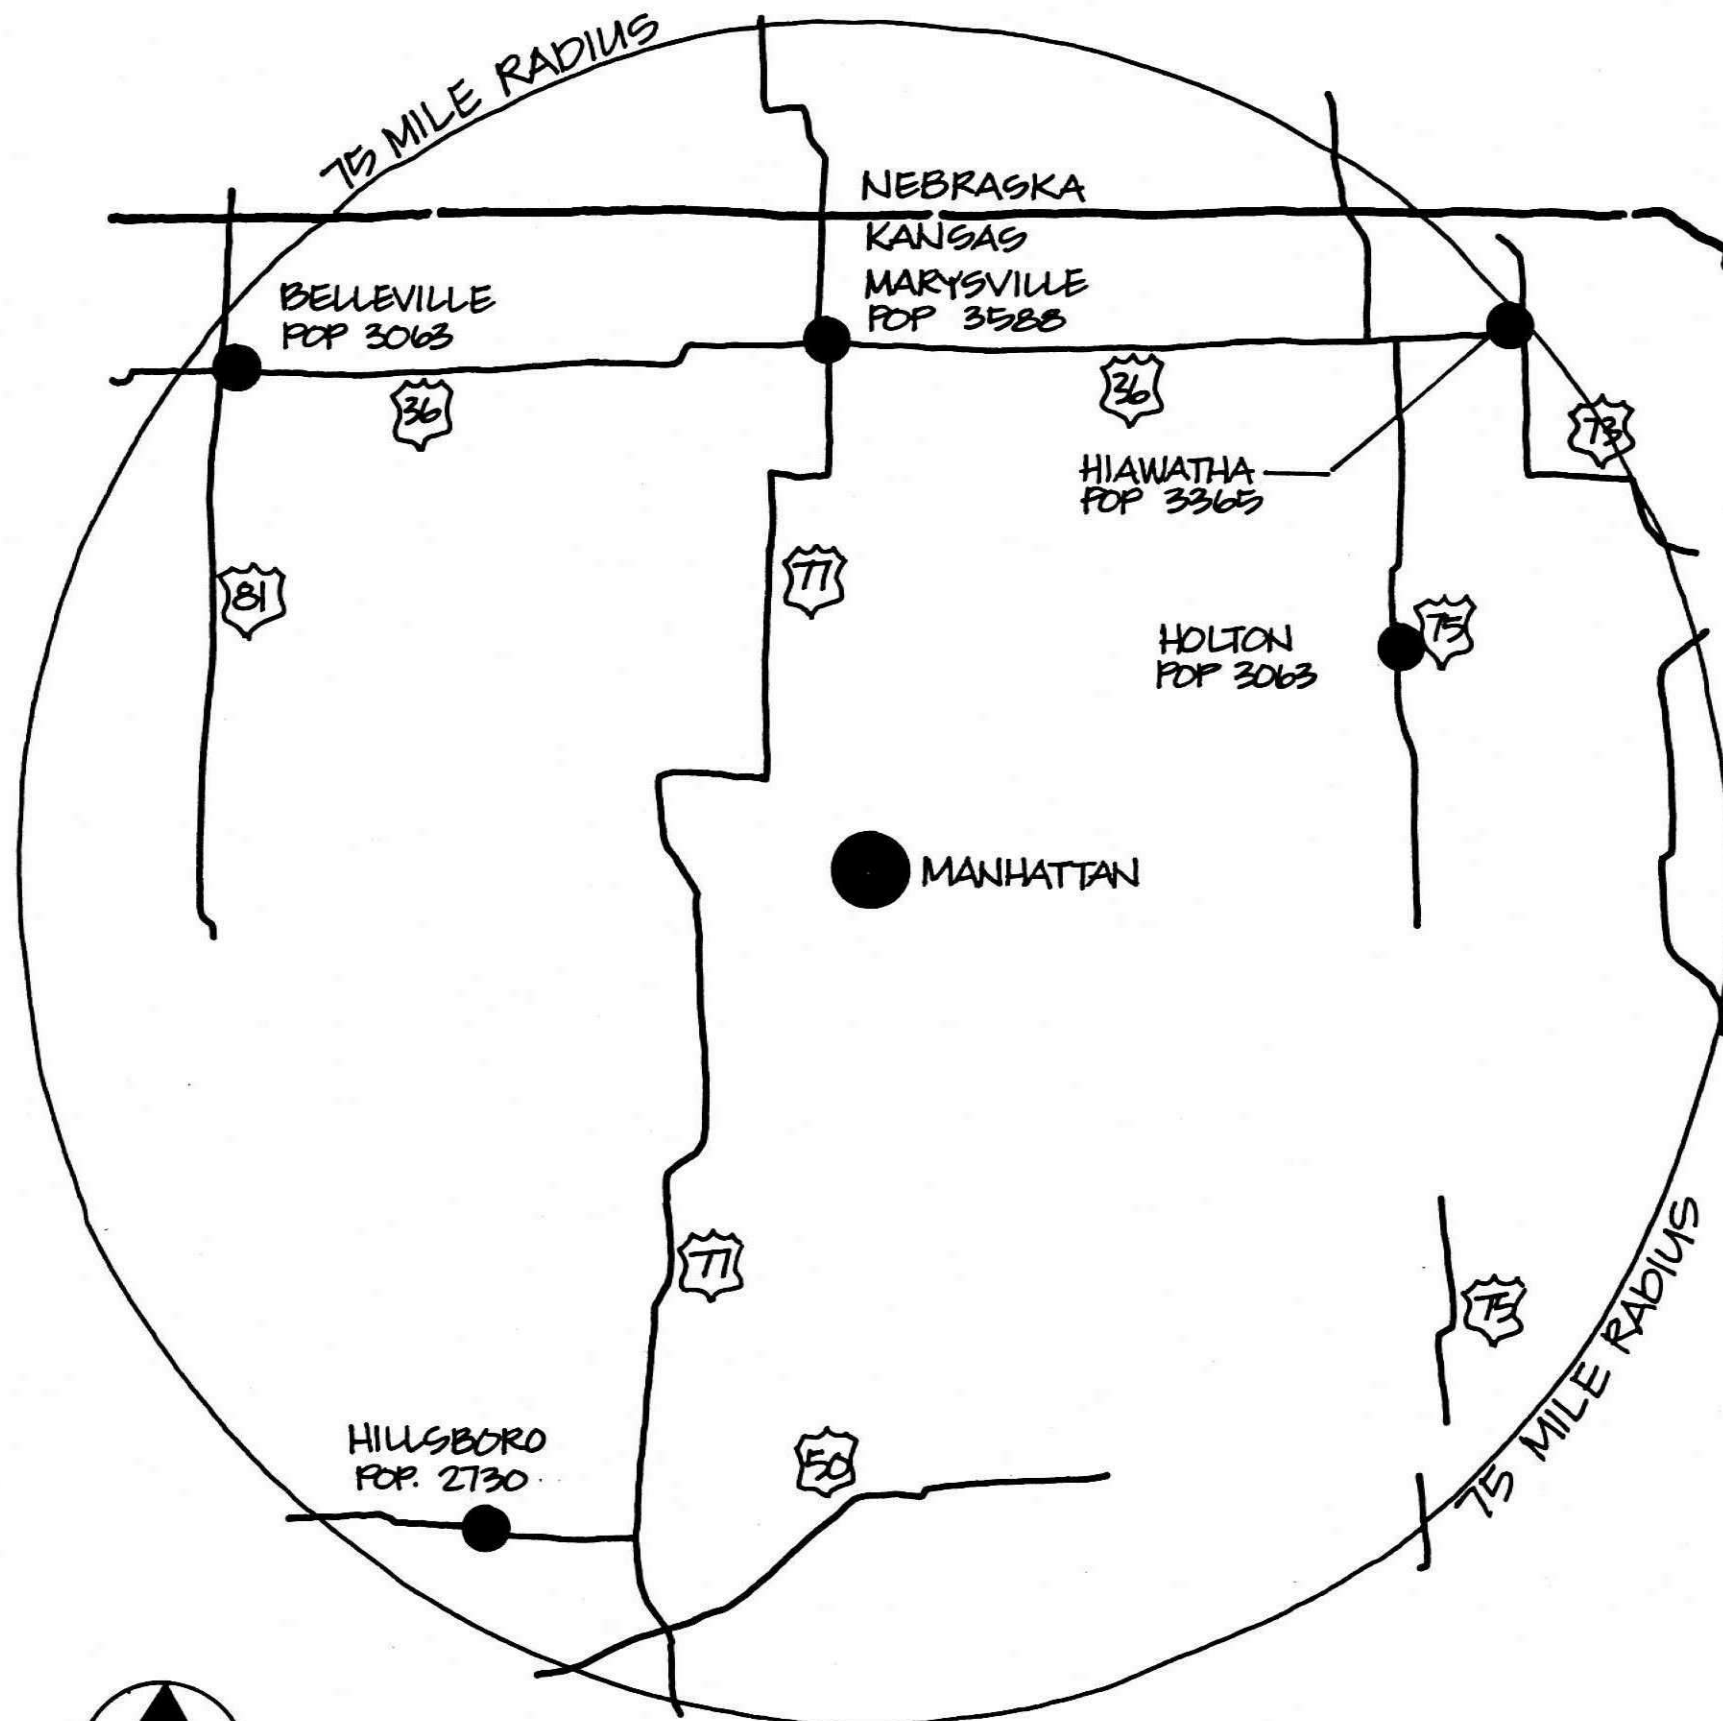 75 MILE RADIUS
NEBRASKA
KANSAS
MARYSVILLE
POP 3588
BELLEVILLE
POP 3063
36
36
73
HIAWATHA
POP 3365
81
77
75
HOLTON
POP 3063
MANHATTAN
77
75
75 MILE RADIUS
HILLSBORO
POP. 2730
50